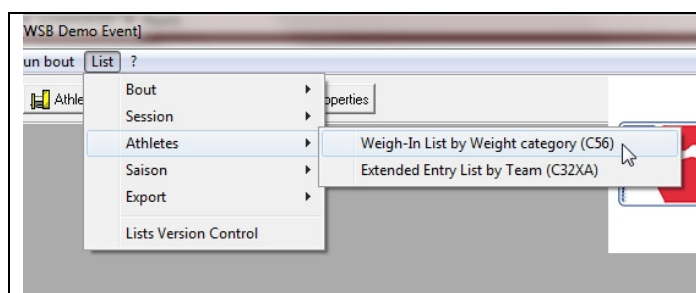 WSB Demo Event]
un bout List ?
Athle
operties
Bout
Session
Athletes
Saison
Export
Lists Version Control
Weigh-In List by Weight category (C56)
Extended Entry List by Team (C32XA)